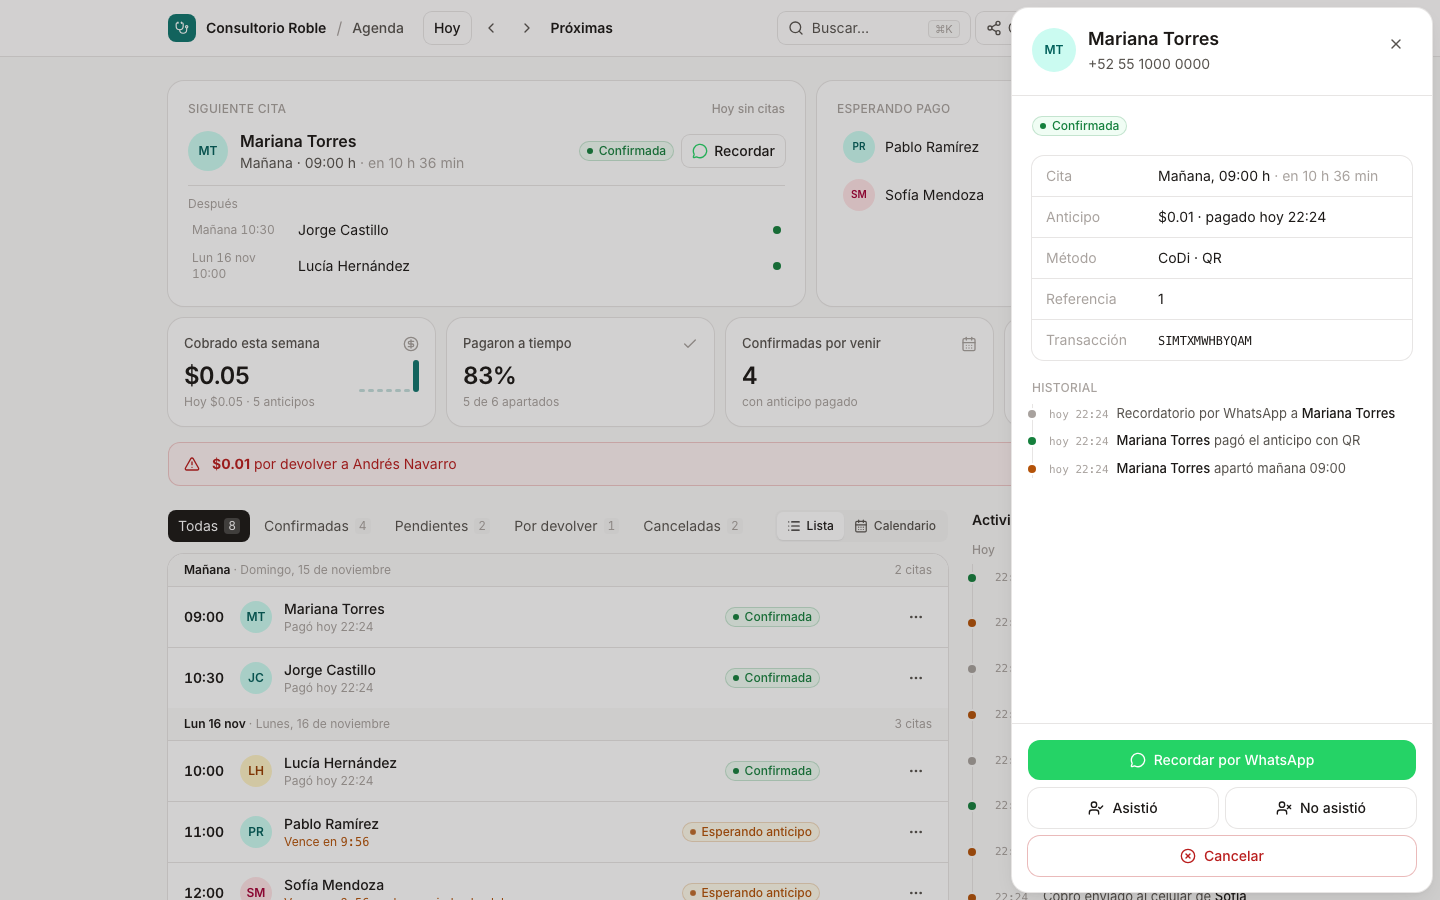 Consultorio Roble / Agenda
Hoy
Próximas
Buscar...
⌘K
SIGUIENTE CITA
Hoy sin citas
MT
Mariana Torres
Mañana · 09:00 h · en 10 h 36 min
Confirmada
Recordar
Después
Mañana 10:30
Jorge Castillo
Lun 16 nov
10:00
Lucía Hernández
ESPERANDO PAGO
PR
Pablo Ramírez
SM
Sofía Mendoza
Cobrado esta semana
$0.05
Hoy $0.05 · 5 anticipos
Pagaron a tiempo
83%
5 de 6 apartados
Confirmadas por venir
4
con anticipo pagado
$0.01 por devolver a Andrés Navarro
Todas 8
Confirmadas 4
Pendientes 2
Por devolver 1
Canceladas 2
Lista
Calendario
Mañana · Domingo, 15 de noviembre
2 citas
09:00
MT
Mariana Torres
Pagó hoy 22:24
Confirmada
10:30
JC
Jorge Castillo
Pagó hoy 22:24
Confirmada
Lun 16 nov · Lunes, 16 de noviembre
3 citas
10:00
LH
Lucía Hernández
Pagó hoy 22:24
Confirmada
11:00
PR
Pablo Ramírez
Vence en 9:56
Esperando anticipo
12:00
SM
Sofía Mendoza
Esperando anticipo
Hoy
22:24
MT
Mariana Torres
+52 55 1000 0000
Confirmada
Cita
Mañana, 09:00 h · en 10 h 36 min
Anticipo
$0.01 · pagado hoy 22:24
Método
CoDi · QR
Referencia
1
Transacción
SIMTXMWHBYQAM
HISTORIAL
hoy 22:24 Recordatorio por WhatsApp a Mariana Torres
hoy 22:24 Mariana Torres pagó el anticipo con QR
hoy 22:24 Mariana Torres apartó mañana 09:00
Recordar por WhatsApp
Asistió
No asistió
Cancelar